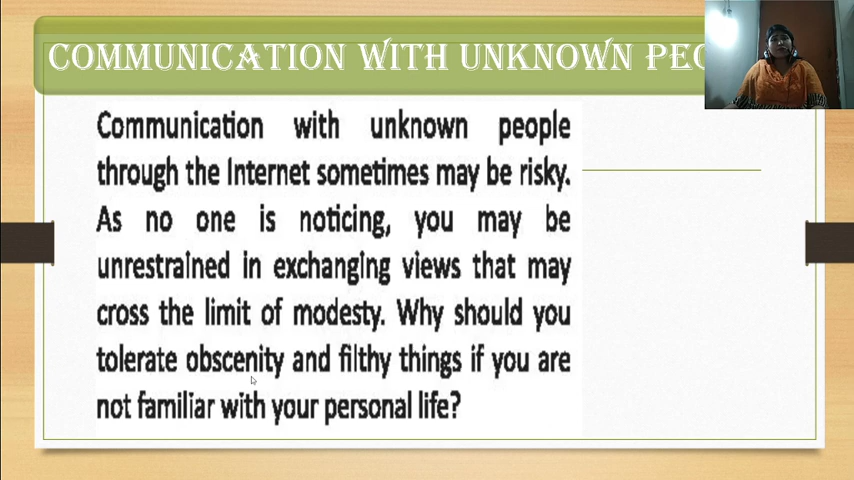 COMMUNICATION WITH UNKNOWN
Communication with unknown people
through the Internet sometimes may be risky.
As no one is noticing, you may be
unrestrained in exchanging views that may
cross the limit of modesty. Why should you
tolerate obscenity and filthy things if you are
not familiar with your personal life?